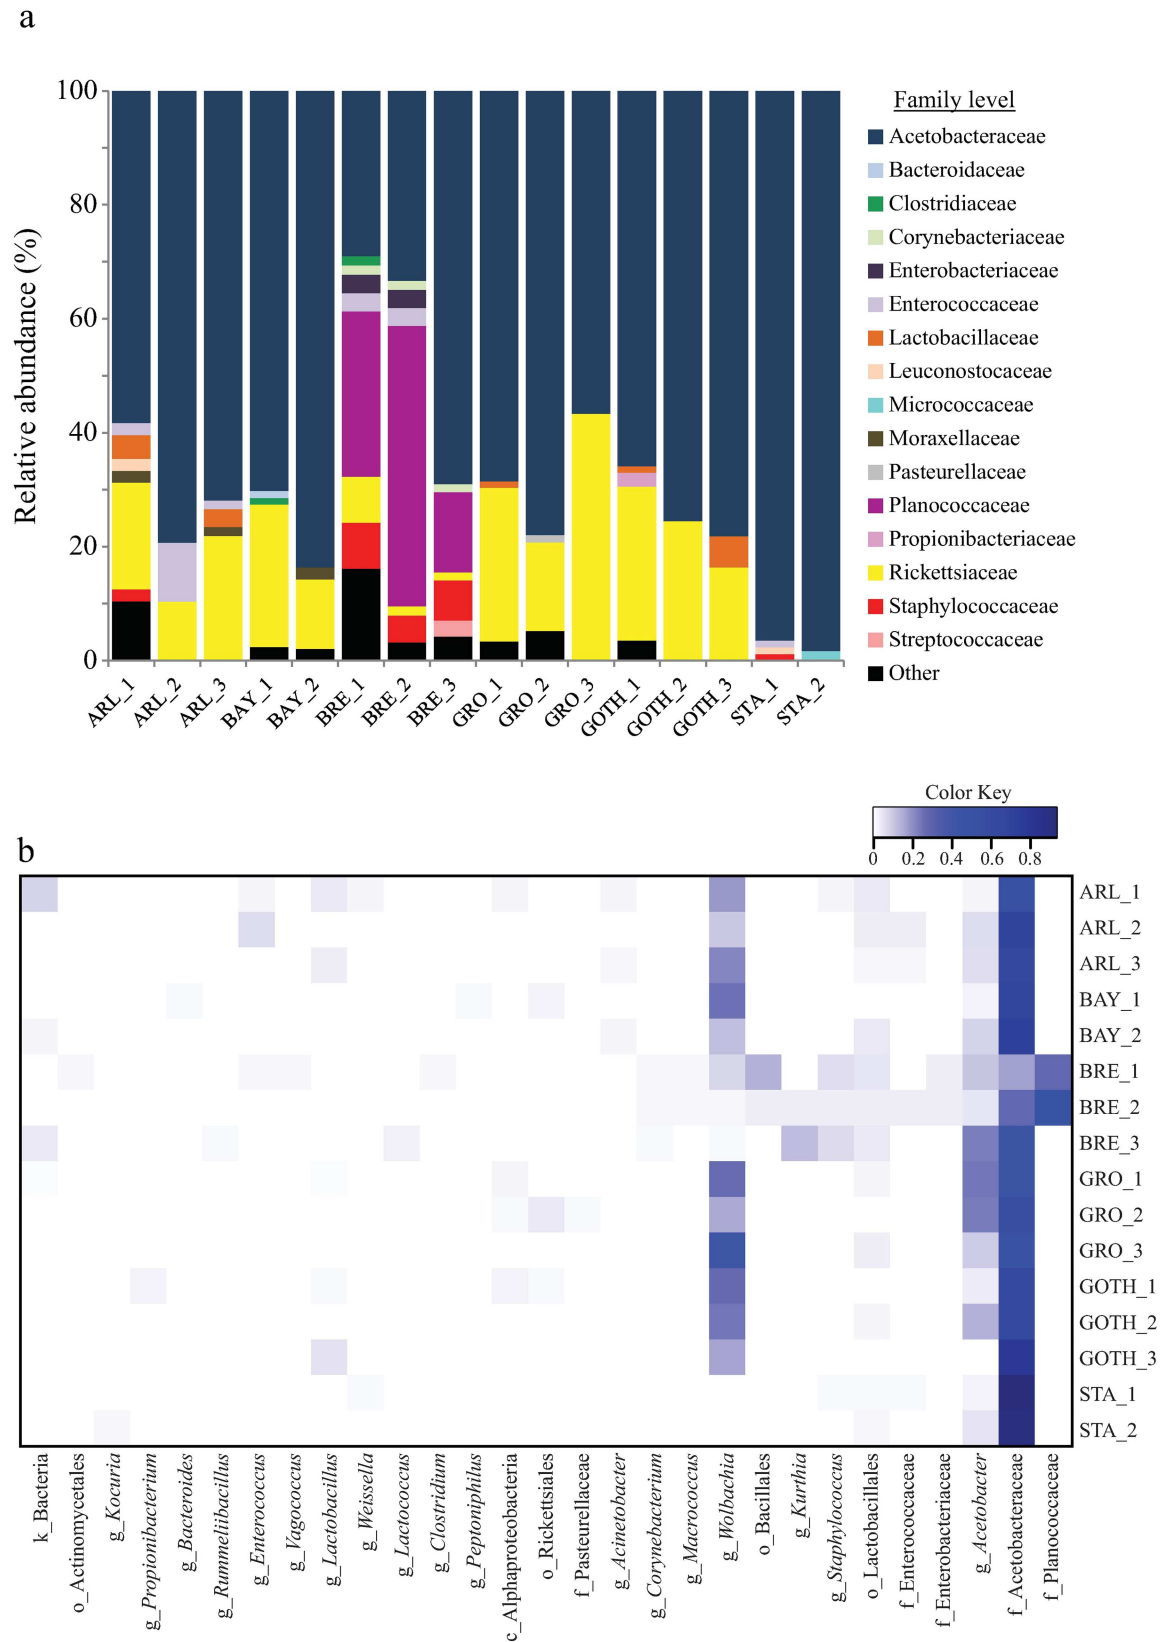 a
Relative abundance (%)
100
80
60
40
20
0
ARL_1
ARL_2
ARL_3
BAY_1
BAY_2
BRE_1
BRE_2
BRE_3
GRO_1
GRO_2
GRO_3
GOTH_1
GOTH_2
GOTH_3
STA_1
STA_2
Family level
Acetobacteraceae
Bacteroidaceae
Clostridiaceae
Corynebacteriaceae
Enterobacteriaceae
Enterococcaceae
Lactobacillaceae
Leuconostocaceae
Micrococcaceae
Moraxellaceae
Pasteurellaceae
Planococcaceae
Propionibacteriaceae
Rickettsiaceae
Staphylococcaceae
Streptococcaceae
Other
b
Color Key
0 0.2 0.4 0.6 0.8
ARL_1
ARL_2
ARL_3
BAY_1
BAY_2
BRE_1
BRE_2
BRE_3
GRO_1
GRO_2
GRO_3
GOTH_1
GOTH_2
GOTH_3
STA_1
STA_2
k_Bacteria
o_Actinomycetales
g_Kocuria
g_Propionibacterium
g_Bacteroides
g_Rummeliibacillus
g_Enterococcus
g_Vagococcus
g_Lactobacillus
g_Weissella
g_Lactococcus
g_Clostridium
g_Peptoniphilus
c_Alphaproteobacteria
o_Rickettsiales
f_Pasteurellaceae
g_Acinetobacter
g_Corynebacterium
g_Macrococcus
g_Wolbachia
o_Bacillales
g_Kurthia
g_Staphylococcus
o_Lactobacillales
f_Enterococcaceae
f_Enterobacteriaceae
g_Acetobacter
f_Acetobacteraceae
f_Planococcaceae